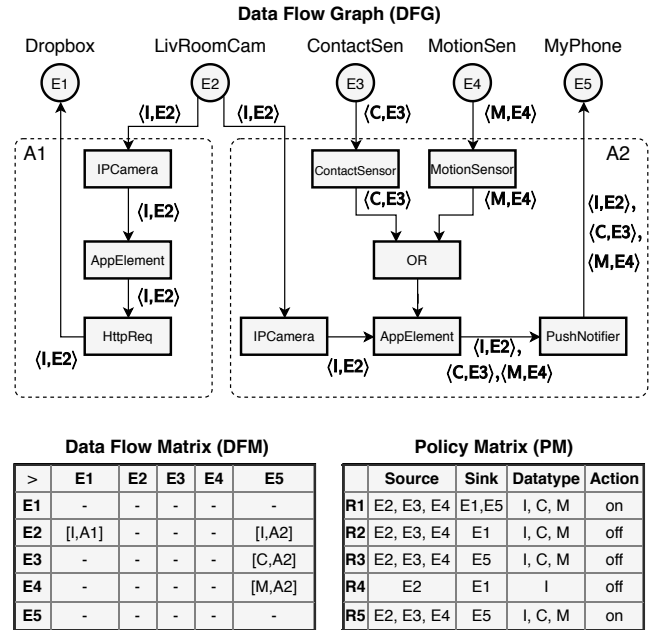 Data Flow Graph (DFG)
Dropbox LivRoomCam ContactSen MotionSen MyPhone
E1 E2 E3 E4 E5
⟨I,E2⟩ ⟨I,E2⟩ ⟨C,E3⟩ ⟨M,E4⟩
A1 A2
IPCamera ContactSensor MotionSensor
⟨I,E2⟩ ⟨C,E3⟩ ⟨M,E4⟩ ⟨I,E2⟩,
⟨C,E3⟩,
⟨M,E4⟩
AppElement OR
⟨I,E2⟩
HttpReq IPCamera AppElement PushNotifier
⟨I,E2⟩ ⟨I,E2⟩ ⟨I,E2⟩,
⟨C,E3⟩,⟨M,E4⟩
Data Flow Matrix (DFM)
> E1 E2 E3 E4 E5
E1 - - - - -
E2 [I,A1] - - - [I,A2]
E3 - - - - [C,A2]
E4 - - - - [M,A2]
E5 - - - - -
Policy Matrix (PM)
Source Sink Datatype Action
R1 E2, E3, E4 E1,E5 I, C, M on
R2 E2, E3, E4 E1 I, C, M off
R3 E2, E3, E4 E5 I, C, M off
R4 E2 E1 I off
R5 E2, E3, E4 E5 I, C, M on